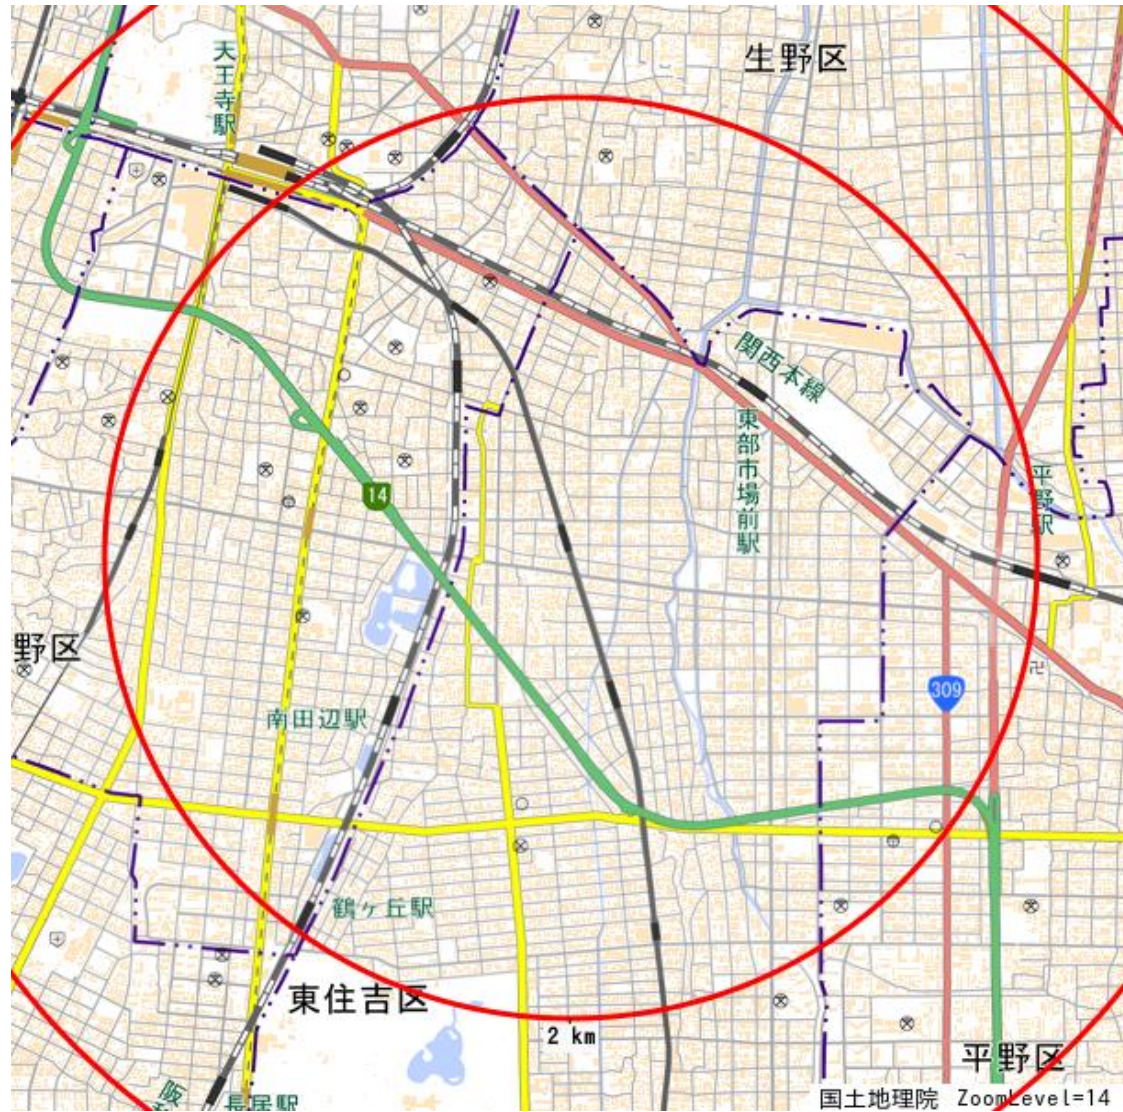 生野区
天王寺駅
関西本線
東部市場前駅
14
平野駅
野区
309
南田辺駅
鶴ヶ丘駅
東住吉区
2 km
平野区
阪
長居駅
国土地理院 ZoomLevel=14